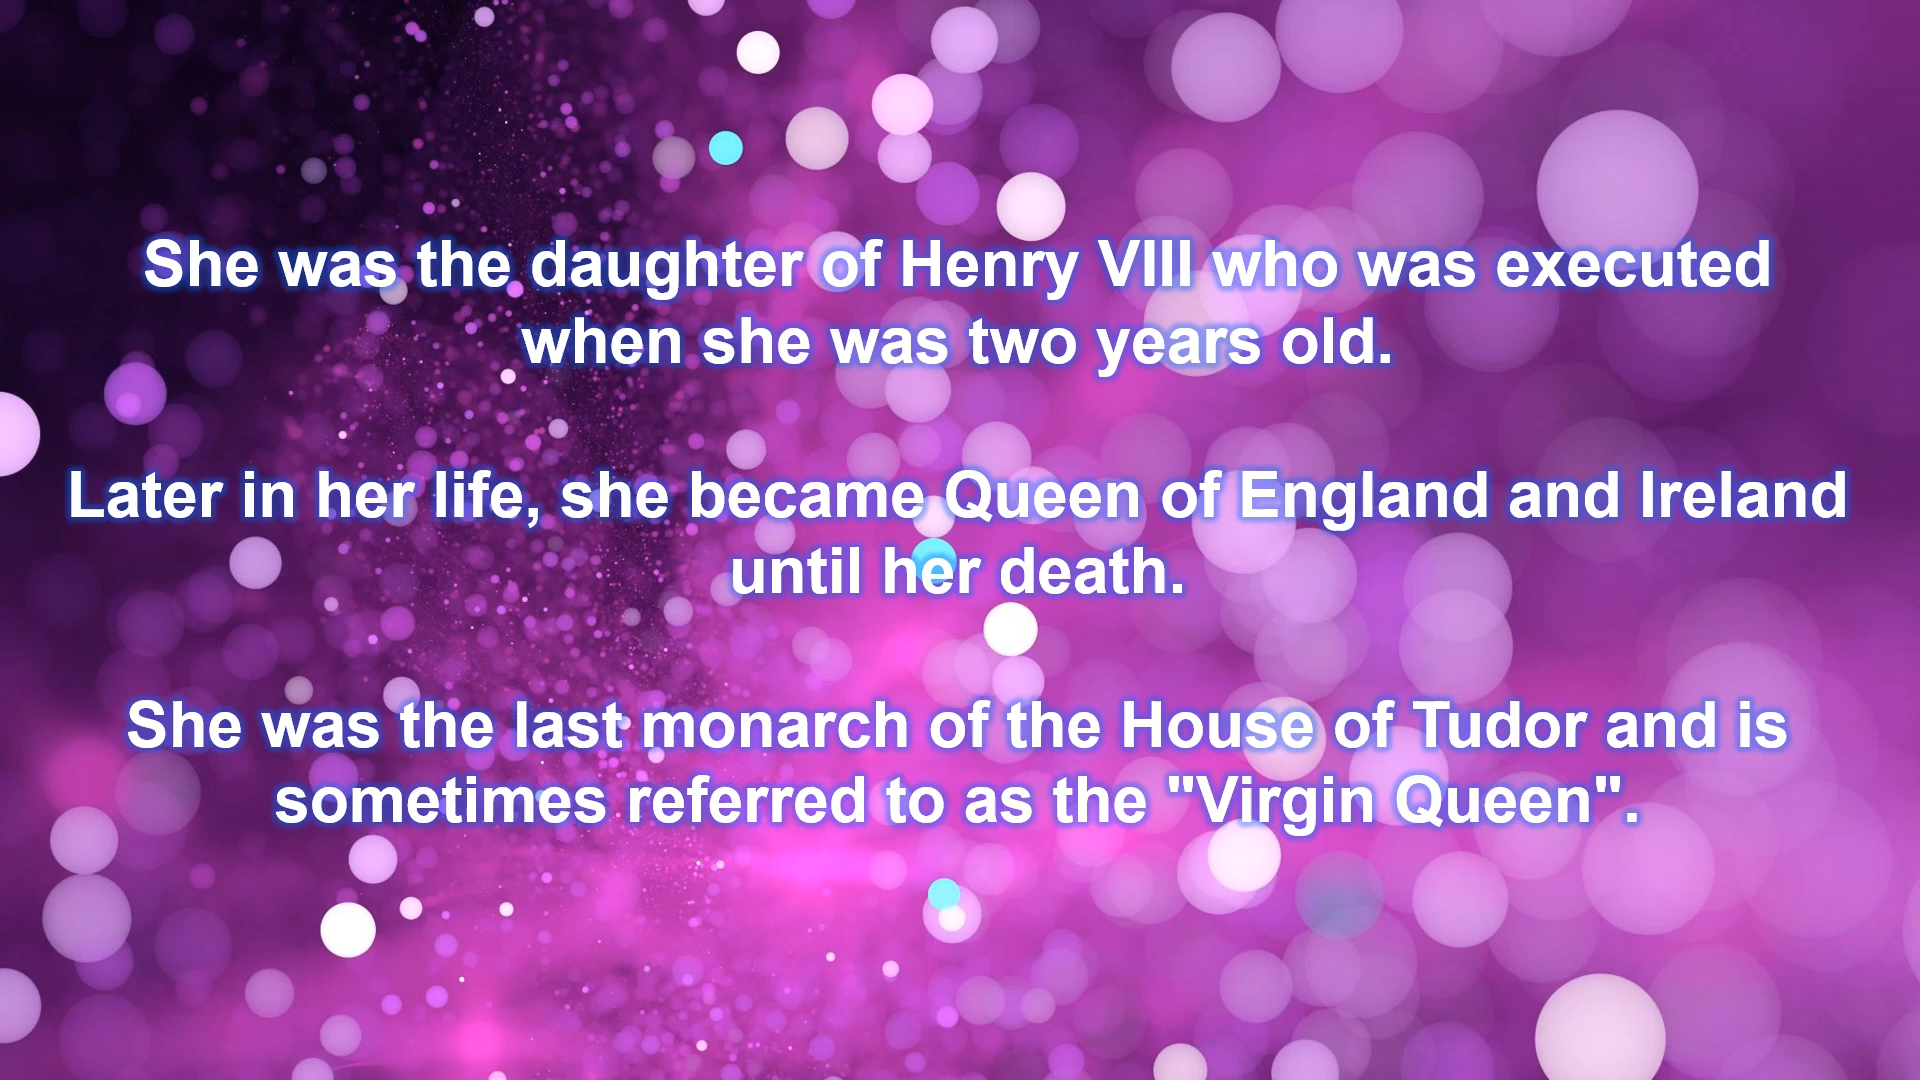 She was the daughter of Henry VIII who was executed
when she was two years old.
Later in her life, she became Queen of England and Ireland
until her death.
She was the last monarch of the House of Tudor and is
sometimes referred to as the "Virgin Queen".